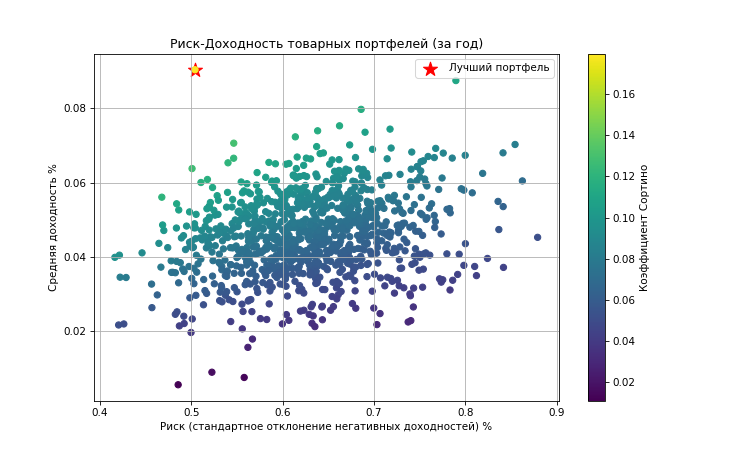 Риск-Доходность товарных портфелей (за год)
Лучший портфель
Средняя доходность %
0.08
0.06
0.04
0.02
0.4 0.5 0.6 0.7 0.8 0.9
Риск (стандартное отклонение негативных доходностей) %
0.16
0.14
0.12
0.10
0.08
0.06
0.04
0.02
Коэффициент Сортино